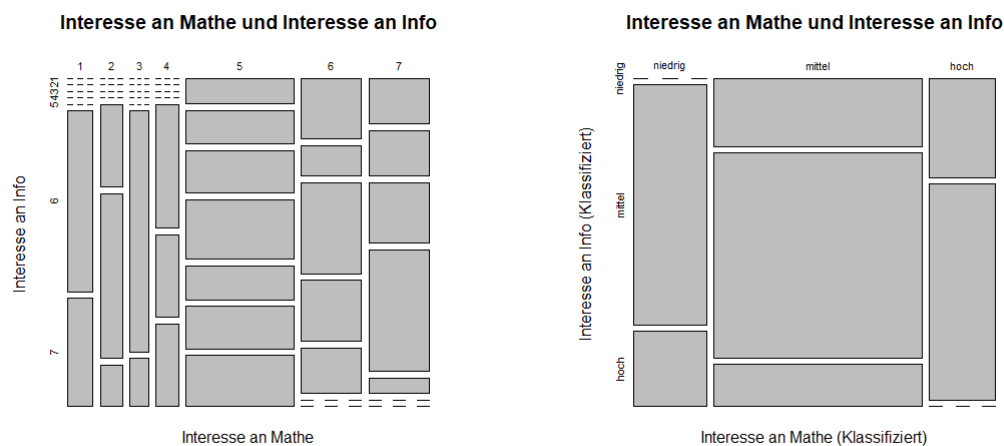 Interesse an Mathe und Interesse an Info
1 2 3 4 5 6 7
54321
6
7
Interesse an Info
Interesse an Mathe
Interesse an Mathe und Interesse an Info
niedrig mittel hoch
niedrig
mittel
hoch
Interesse an Info (Klassifiziert)
Interesse an Mathe (Klassifiziert)